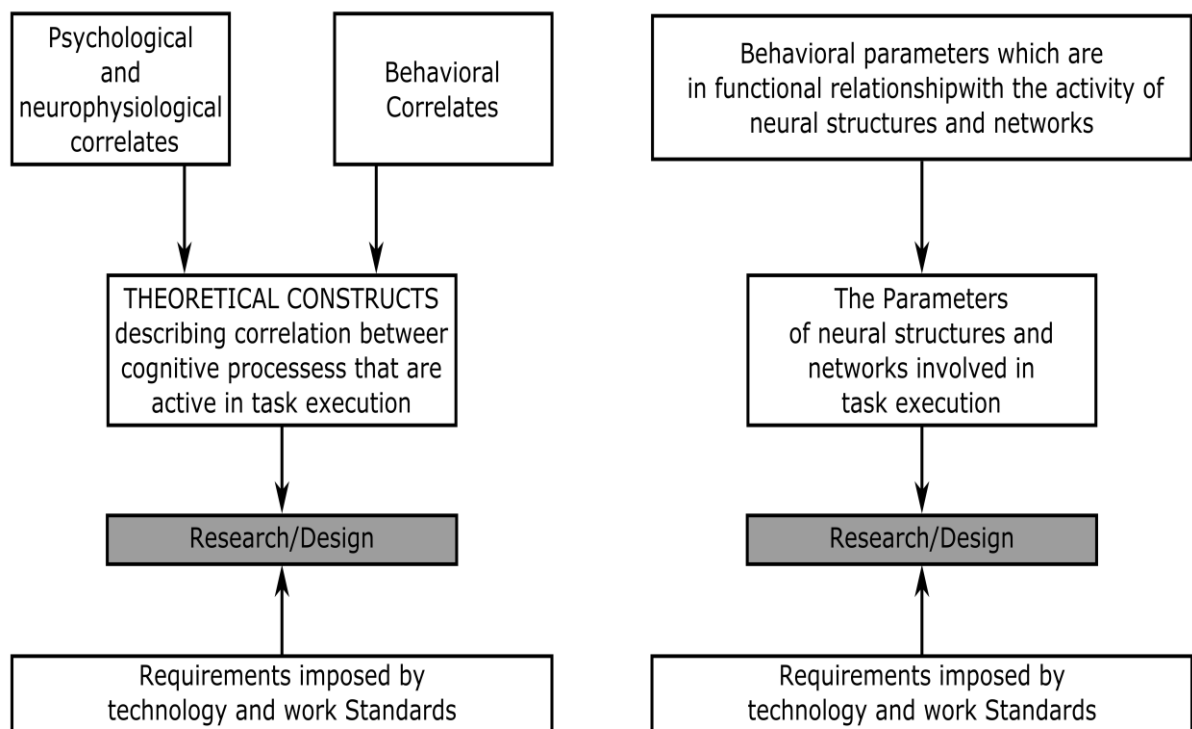 Psychological
and
neurophysiological
correlates
Behavioral
Correlates
THEORETICAL CONSTRUCTS
describing correlation betweer
cognitive processess that are
active in task execution
Research/Design
Requirements imposed by
technology and work Standards
Behavioral parameters which are
in functional relationshipwith the activity of
neural structures and networks
The Parameters
of neural structures and
networks involved in
task execution
Research/Design
Requirements imposed by
technology and work Standards